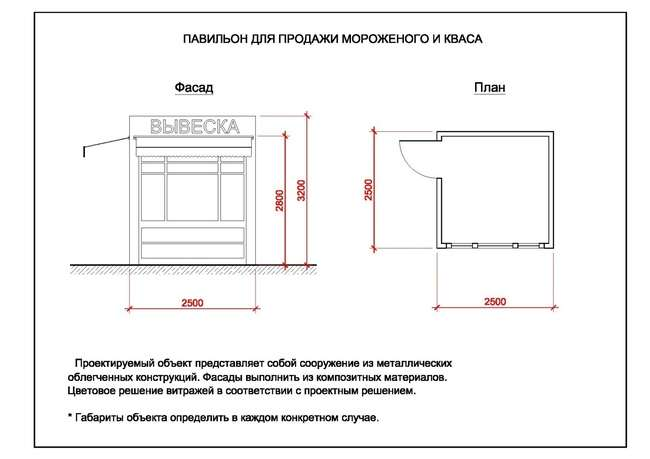 ПАВИЛЬОН ДЛЯ ПРОДАЖИ МОРОЖЕНОГО И КВАСА
Фасад
План
ВЫВЕСКА
2800
3200
2500
2500
2500
Проектируемый объект представляет собой сооружение из металлических
облегченных конструкций. Фасады выполнить из композитных материалов.
Цветовое решение витражей в соответствии с проектным решением.
* Габариты объекта определить в каждом конкретном случае.